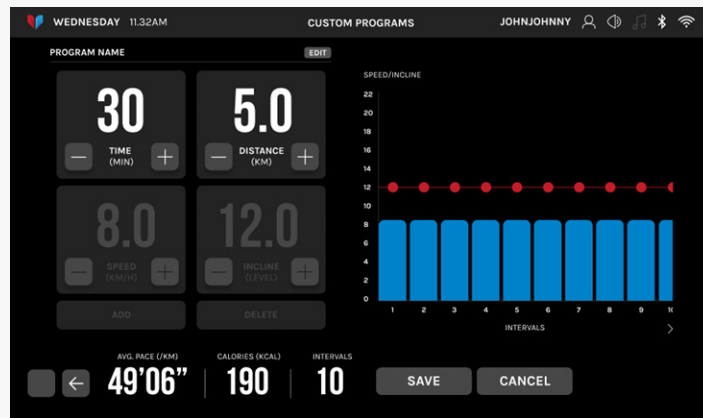 WEDNESDAY 11.32AM CUSTOM PROGRAMS JOHNJOHNNY
PROGRAM NAME EDIT
30
TIME
(MIN)
5.0
DISTANCE
(KM)
8.0
SPEED
(KM/H)
12.0
INCLINE
(LEVEL)
ADD DELETE
SPEED/INCLINE
22
20
18
16
14
12
10
8
6
4
2
0
1 2 3 4 5 6 7 8 9 10
INTERVALS
AVG. PACE (/KM)
49’06”
CALORIES (KCAL)
190
INTERVALS
10
SAVE CANCEL